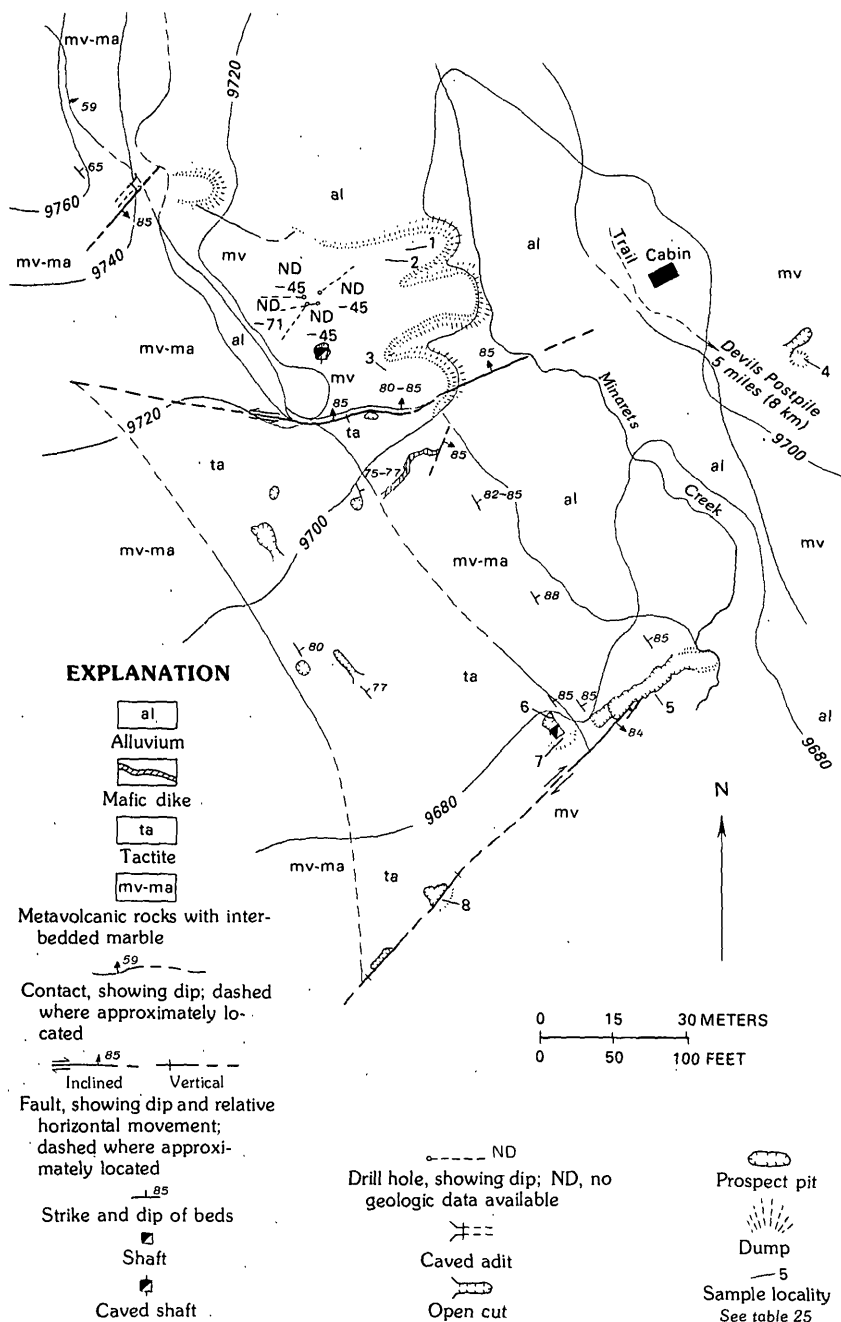 mv-ma
9720
59
65
al
9760
85
9740
mv
mv-ma
1
2
al
Trail
Cabin
mv
ND
-45
ND
-45
ND
-71
ND
-45
al
mv-ma
mv
3
85
4
Devils Postpile
5 miles (8 km)
80-85
85
Minarets
9720
ta
ta
85
75-77
9700
al
82-85
al
9700
Creek
mv-ma
9700
mv-ma
mv
88
80
85
77
ta
85
85
5
6
84
7
al
9680
9680
mv
N
mv-ma
ta
8
EXPLANATION
al
Alluvium
Mafic dike
ta
Tactite
mv-ma
Metavolcanic rocks with inter-
bedded marble
59
Contact, showing dip; dashed
where approximately lo-
cated
85
Inclined Vertical
Fault, showing dip and relative
horizontal movement;
dashed where approxi-
mately located
85
Strike and dip of beds
Shaft
Caved shaft
0 15 30 METERS
0 50 100 FEET
ND
Drill hole, showing dip; ND, no
geologic data available
Caved adit
Open cut
Prospect pit
Dump
5
Sample locality
See table 25